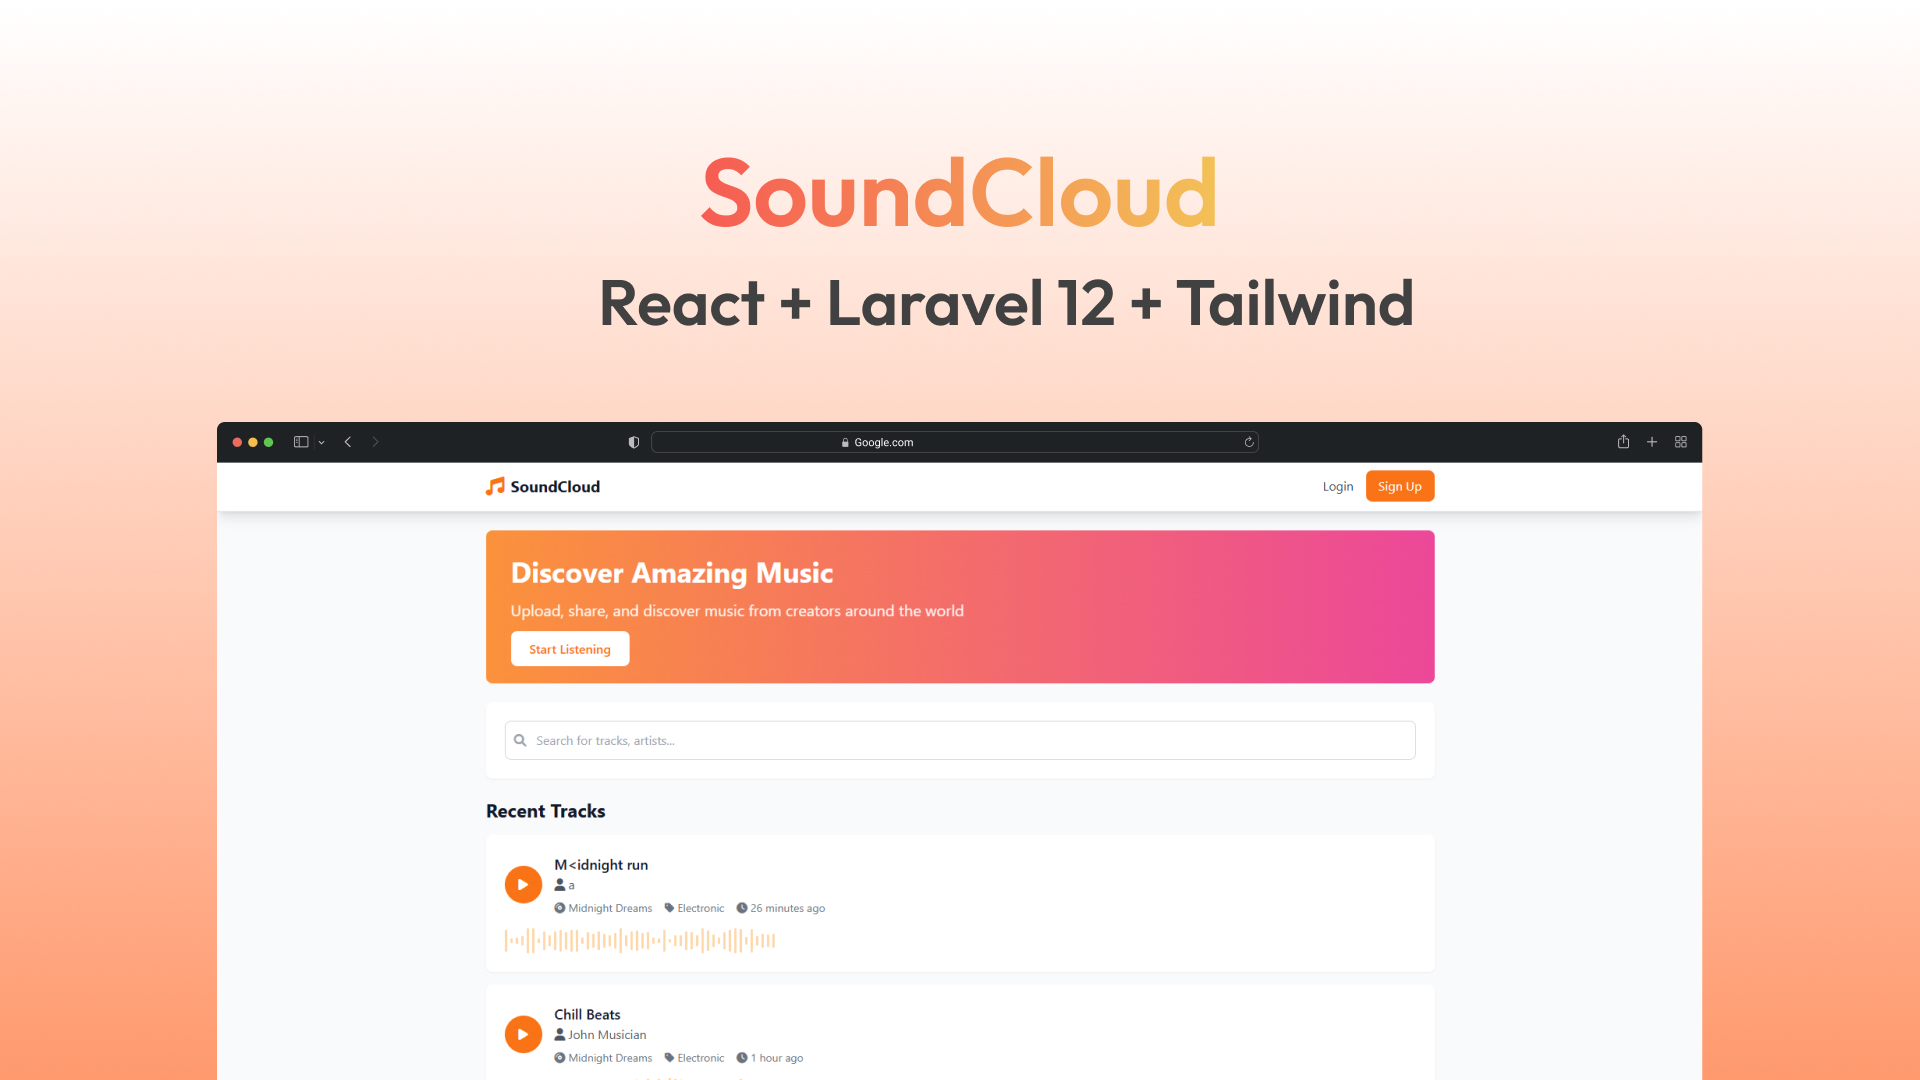 SoundCloud
React + Laravel 12 + Tailwind
Google.com
SoundCloud
Login
Sign Up
Discover Amazing Music
Upload, share, and discover music from creators around the world
Start Listening
Search for tracks, artists...
Recent Tracks
M<idnight run
a
Midnight Dreams Electronic 26 minutes ago
Chill Beats
John Musician
Midnight Dreams Electronic 1 hour ago